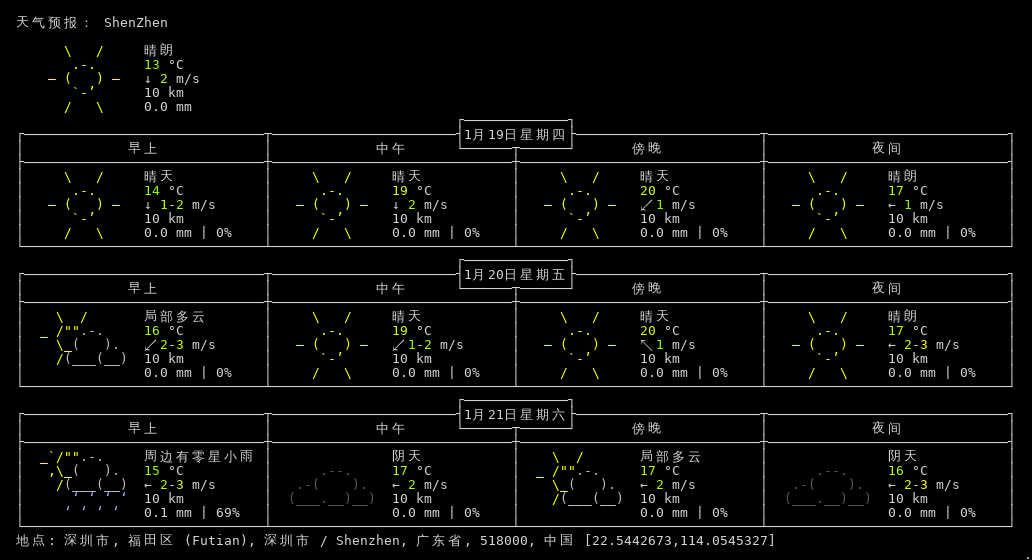 天气预报： ShenZhen
晴朗
13 °C
↓ 2 m/s
10 km
0.0 mm
1月19日星期四
早上 中午 傍晚 夜间
晴天 晴天 晴天 晴朗
14 °C 19 °C 20 °C 17 °C
↓ 1-2 m/s ↓ 2 m/s ↙ 1 m/s ← 1 m/s
10 km 10 km 10 km 10 km
0.0 mm | 0% 0.0 mm | 0% 0.0 mm | 0% 0.0 mm | 0%
1月20日星期五
早上 中午 傍晚 夜间
局部多云 晴天 晴天 晴朗
16 °C 19 °C 20 °C 17 °C
↙ 2-3 m/s ↙ 1-2 m/s ↖ 1 m/s ← 2-3 m/s
10 km 10 km 10 km 10 km
0.0 mm | 0% 0.0 mm | 0% 0.0 mm | 0% 0.0 mm | 0%
1月21日星期六
早上 中午 傍晚 夜间
周边有零星小雨 阴天 局部多云 阴天
15 °C 17 °C 17 °C 16 °C
← 2-3 m/s ← 2 m/s ← 2 m/s ← 2-3 m/s
10 km 10 km 10 km 10 km
0.1 mm | 69% 0.0 mm | 0% 0.0 mm | 0% 0.0 mm | 0%
地点: 深圳市, 福田区 (Futian), 深圳市 / Shenzhen, 广东省, 518000, 中国 [22.5442673,114.0545327]